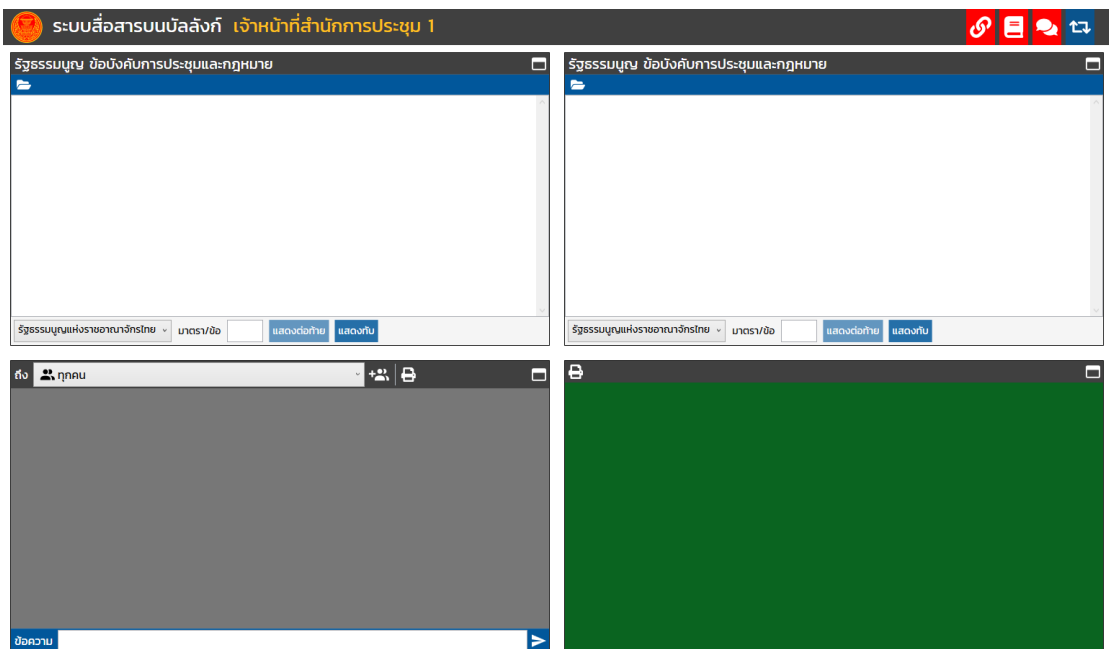 ระบบสื่อสารบนบัลลังก์ เจ้าหน้าที่สำนักการประชุม 1
รัฐธรรมนูญ ข้อบังคับการประชุมและกฎหมาย
รัฐธรรมนูญแห่งราชอาณาจักรไทย มาตรา/ข้อ แสดงต่อท้าย แสดงทับ
รัฐธรรมนูญ ข้อบังคับการประชุมและกฎหมาย
รัฐธรรมนูญแห่งราชอาณาจักรไทย มาตรา/ข้อ แสดงต่อท้าย แสดงทับ
ถึง ทุกคน
ข้อความ